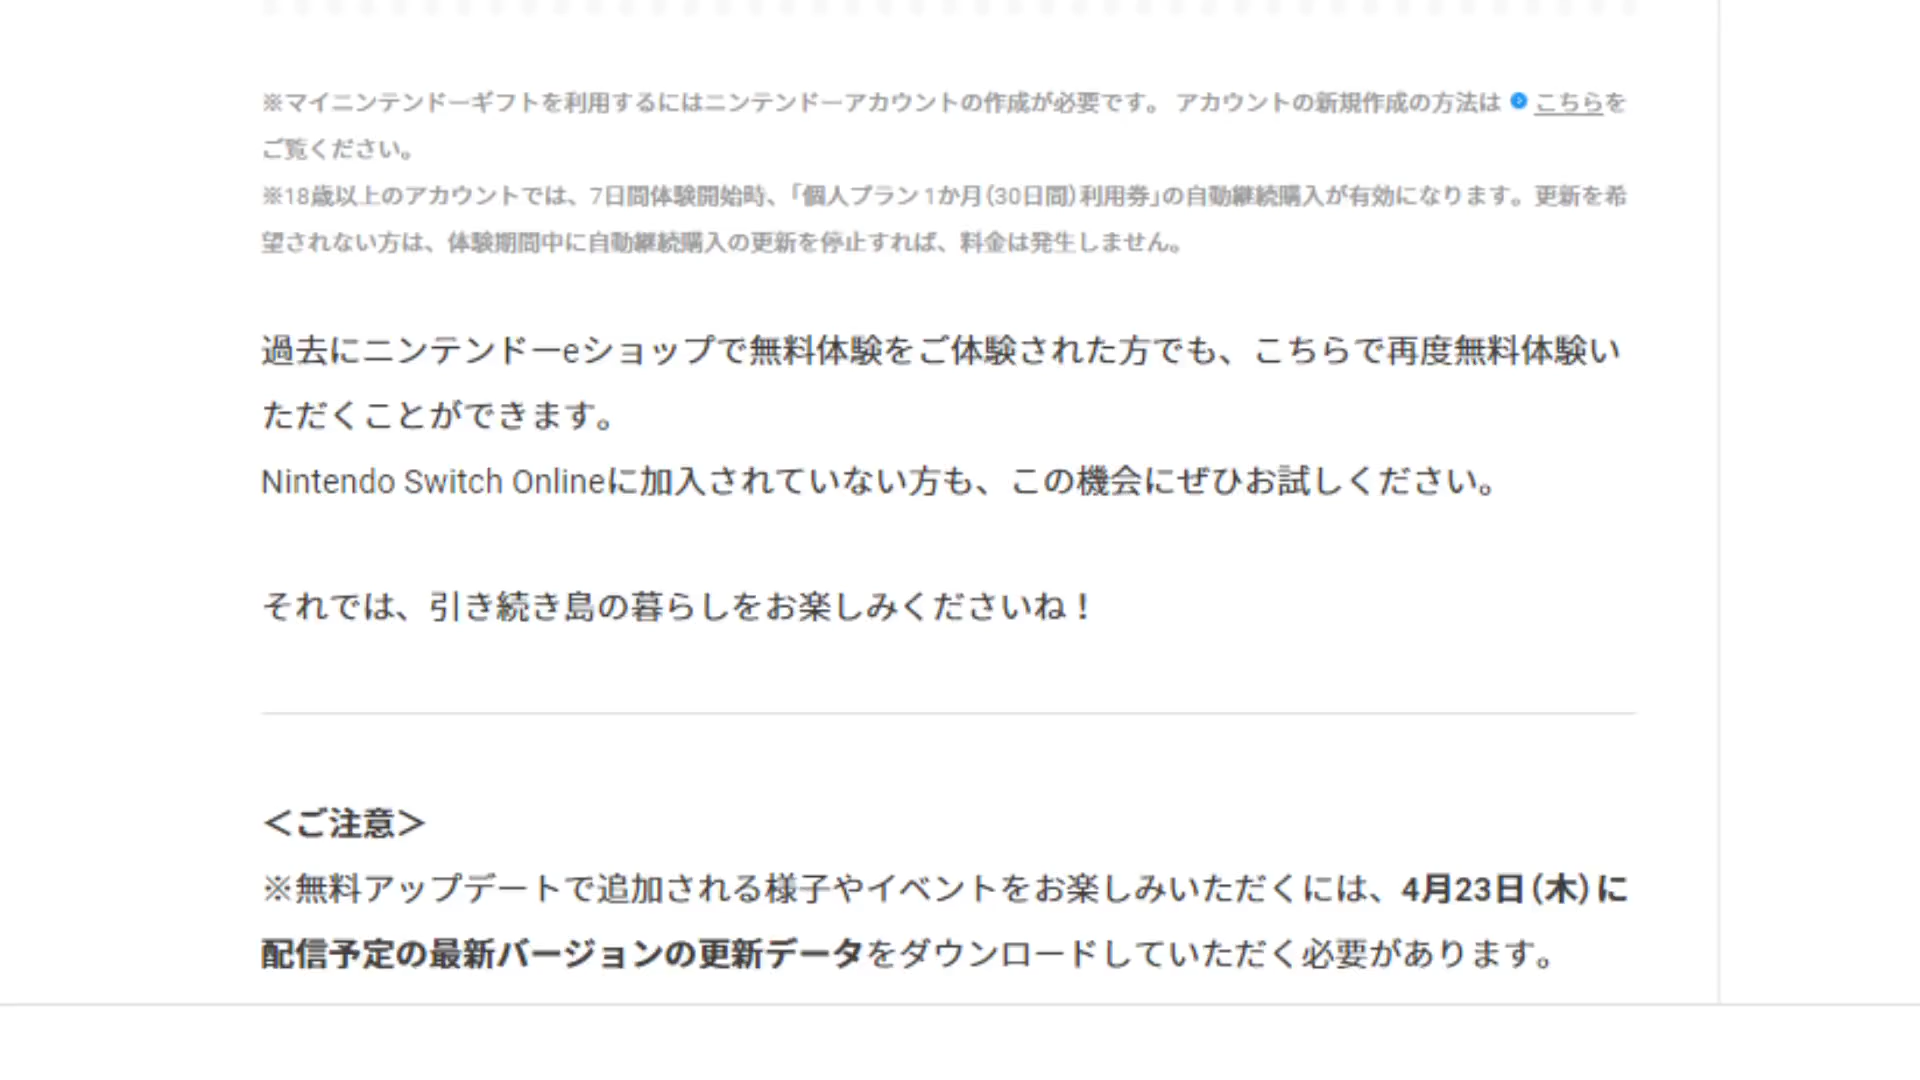 ※マイニンテンドーギフトを利用するにはニンテンドーアカウントの作成が必要です。 アカウントの新規作成の方法は こちらを
ご覧ください。
※18歳以上のアカウントでは、7日間体験開始時、「個人プラン 1か月(30日間)利用券」の自動継続購入が有効になります。更新を希
望されない方は、体験期間中に自動継続購入の更新を停止すれば、料金は発生しません。
過去にニンテンドーeショップで無料体験をご体験された方でも、こちらで再度無料体験い
ただくことができます。
Nintendo Switch Onlineに加入されていない方も、この機会にぜひお試しください。
それでは、引き続き島の暮らしをお楽しみくださいね！
＜ご注意＞
※無料アップデートで追加される様子やイベントをお楽しみいただくには、4月23日(木)に
配信予定の最新バージョンの更新データをダウンロードしていただく必要があります。